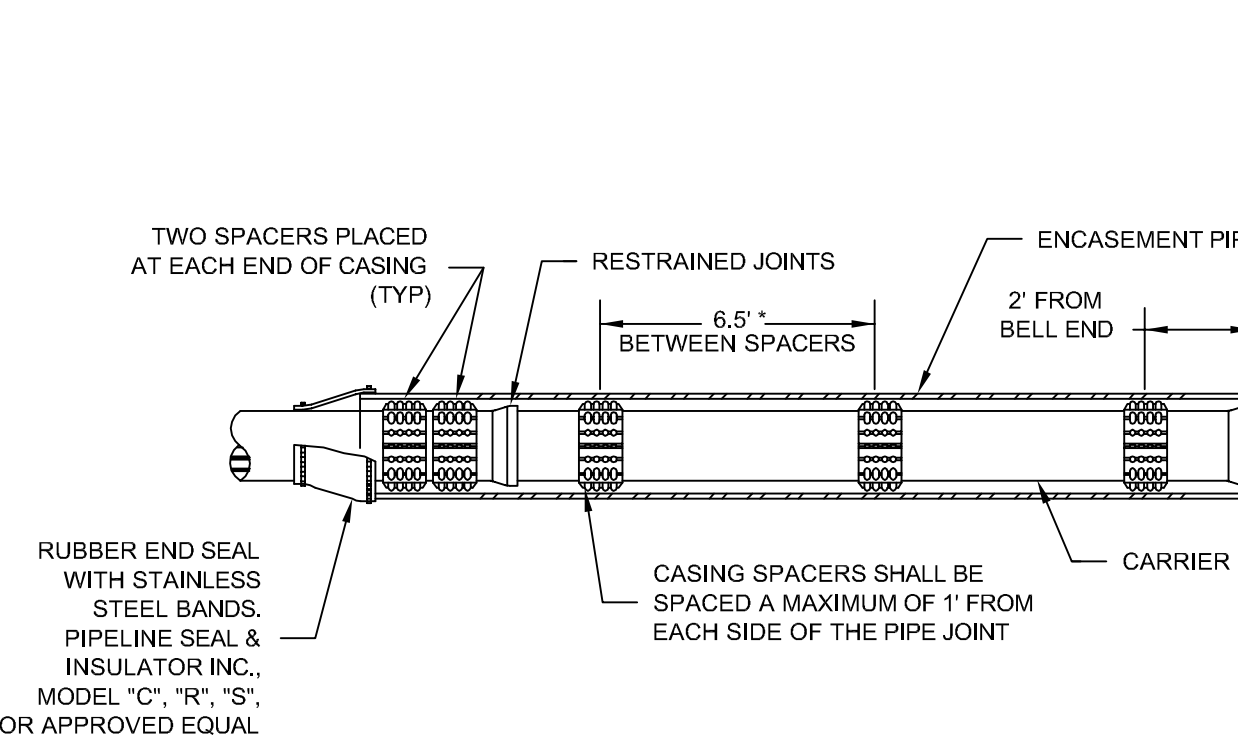 TWO SPACERS PLACED
AT EACH END OF CASING
(TYP)
RESTRAINED JOINTS
6.5' *
BETWEEN SPACERS
ENCASEMENT
2' FROM
BELL END
RUBBER END SEAL
WITH STAINLESS
STEEL BANDS.
PIPELINE SEAL &
INSULATOR INC.,
MODEL "C", "R", "S",
OR APPROVED EQUAL
CASING SPACERS SHALL BE
SPACED A MAXIMUM OF 1' FROM
EACH SIDE OF THE PIPE JOINT
CARRIER